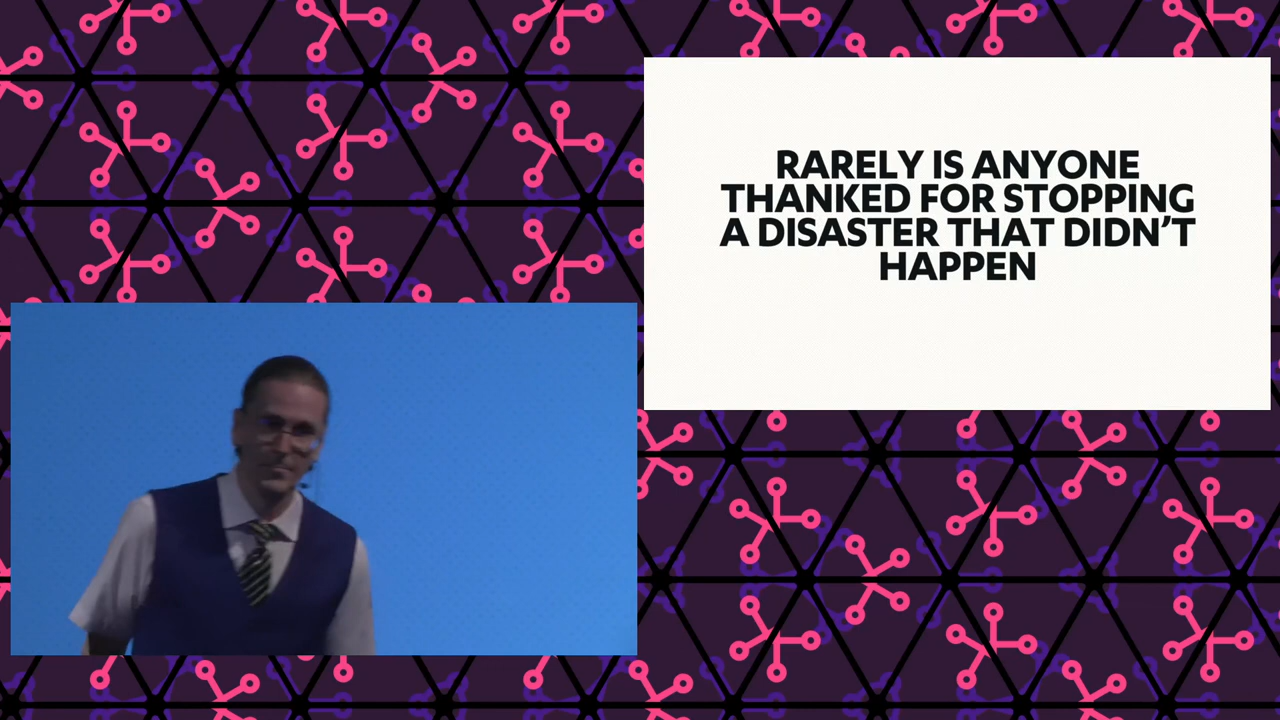 RARELY IS ANYONE
THANKED FOR STOPPING
A DISASTER THAT DIDN’T
HAPPEN